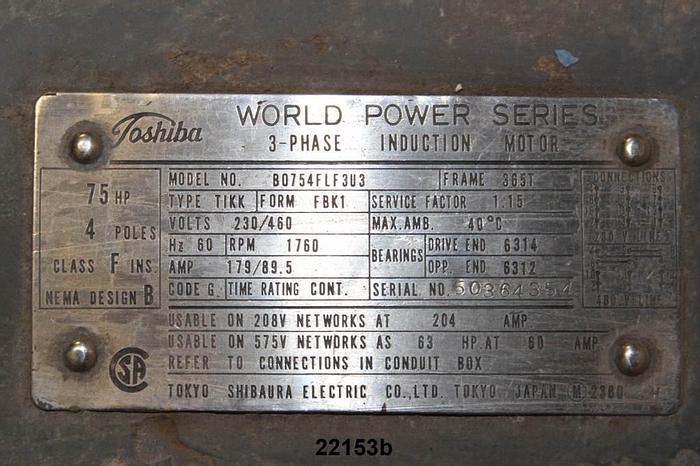 Toshiba
WORLD POWER SERIES
3-PHASE INDUCTION MOTOR
75 HP
4 POLES
CLASS F INS
NEMA DESIGN B
MODEL NO. B0754FLF3U3 FRAME 365T
TYPE TIKK FORM FBK1 SERVICE FACTOR 1.15
VOLTS 230/460 MAX.AMB. 40°C
Hz 60 RPM 1760 BEARINGS DRIVE END 6314
AMP 179/89.5 OPP. END 6312
CODE G. TIME RATING CONT. SERIAL NO. 50364354
CONNECTIONS
USABLE ON 208V NETWORKS AT 204 AMP
USABLE ON 575V NETWORKS AS 63 HP AT 60 AMP
REFER TO CONNECTIONS IN CONDUIT BOX
TOKYO SHIBAURA ELECTRIC CO.,LTD. TOKYO JAPAN
22153b